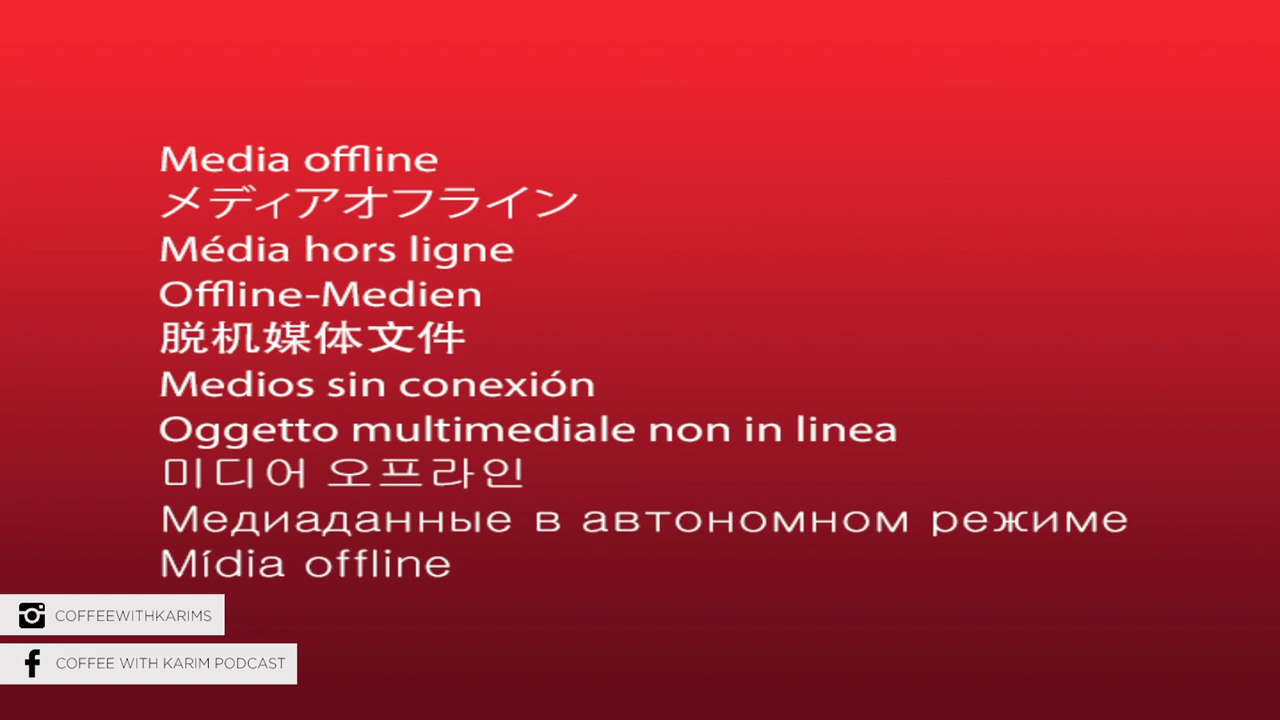 Media offline
メディアオフライン
Média hors ligne
Offline-Medien
脱机媒体文件
Medios sin conexión
Oggetto multimediale non in linea
미디어 오프라인
Медиаданные в автономном режиме
Mídia offline
COFFEEWITHKARIMS
COFFEE WITH KARIM PODCAST